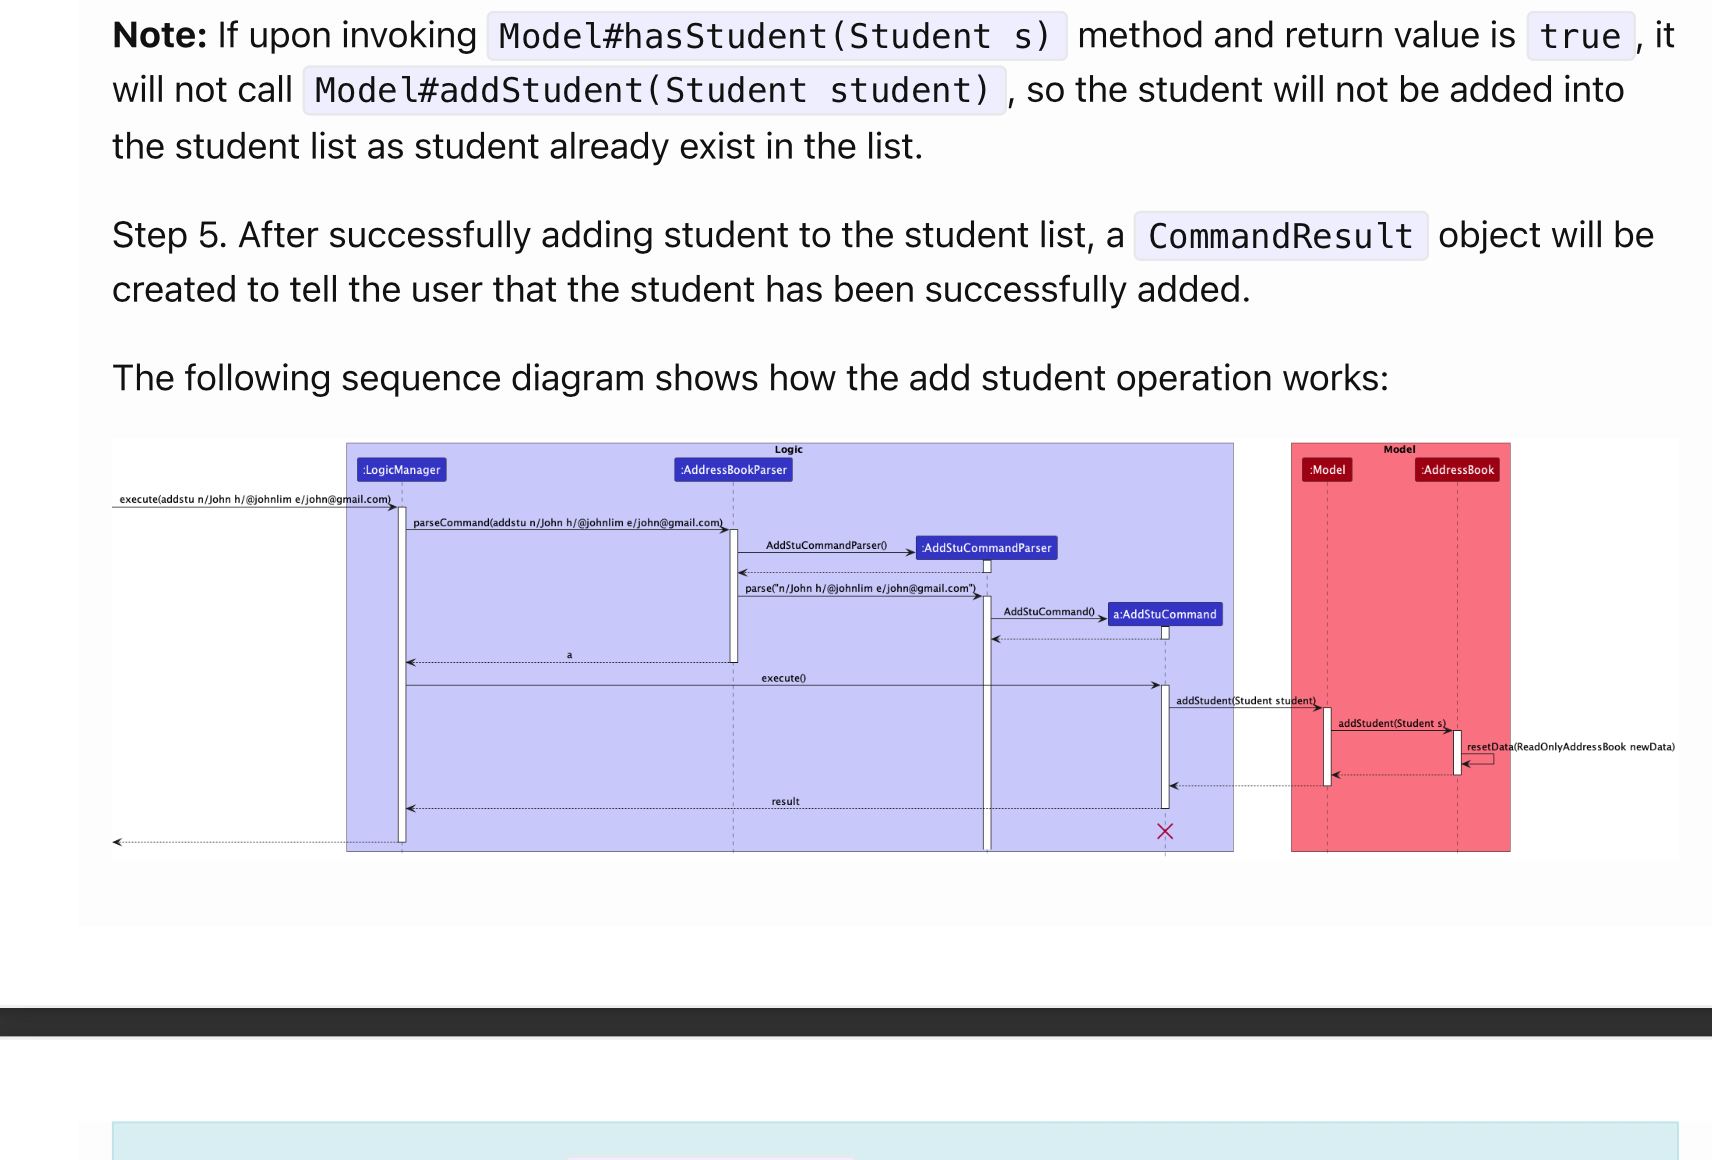 Note: If upon invoking Model#hasStudent(Student s) method and return value is true, it
will not call Model#addStudent(Student student), so the student will not be added into
the student list as student already exist in the list.
Step 5. After successfully adding student to the student list, a CommandResult object will be
created to tell the user that the student has been successfully added.
The following sequence diagram shows how the add student operation works:
Logic
Model
:LogicManager
:AddressBookParser
:Model
:AddressBook
execute(addstu n/John h/@johnlim e/john@gmail.com)
parseCommand(addstu n/John h/@johnlim e/john@gmail.com)
AddStuCommandParser()
:AddStuCommandParser
parse("n/John h/@johnlim e/john@gmail.com")
AddStuCommand()
a:AddStuCommand
a
execute()
addStudent(Student student)
addStudent(Student s)
resetData(ReadOnlyAddressBook newData)
result